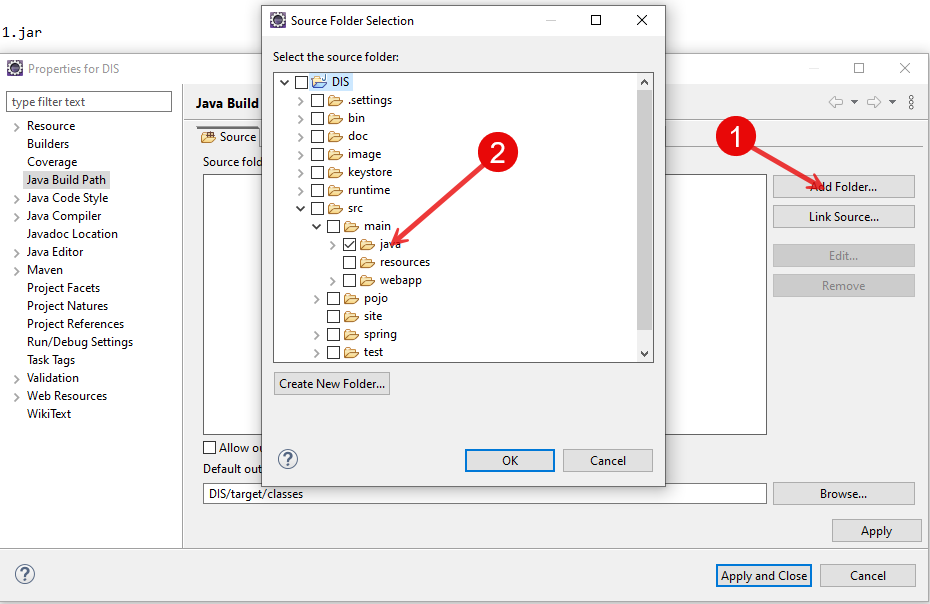 1.jar
Source Folder Selection
Select the source folder:
DIS
.settings
bin
doc
image
keystore
runtime
src
main
java
resources
webapp
pojo
site
spring
test
Create New Folder...
OK
Cancel
Properties for DIS
type filter text
Resource
Builders
Coverage
Java Build Path
Java Code Style
Java Compiler
Javadoc Location
Java Editor
Maven
Project Facets
Project Natures
Project References
Run/Debug Settings
Task Tags
Validation
Web Resources
WikiText
Java Build
Source
Source fold
1
2
Add Folder...
Link Source...
Edit...
Remove
Allow ou
Default out
DIS/target/classes
Browse...
Apply
Apply and Close
Cancel